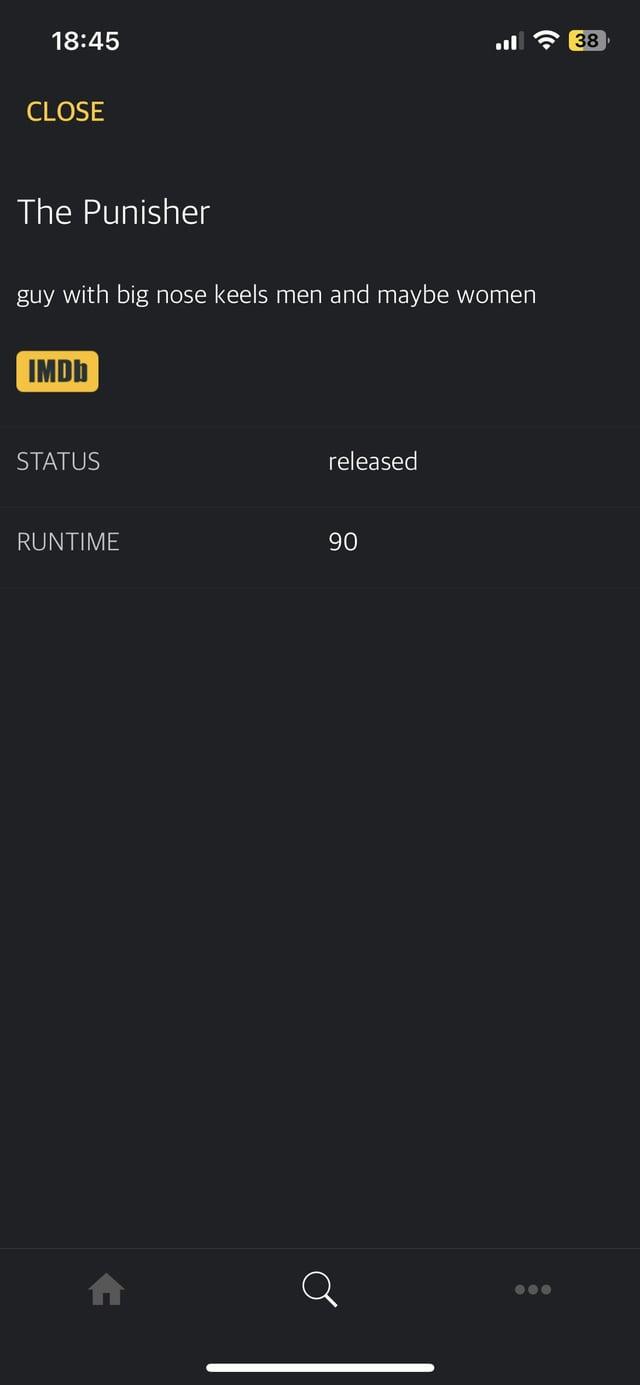 18:45
38
CLOSE
The Punisher
guy with big nose keels men and maybe women
IMDb
STATUS released
RUNTIME 90